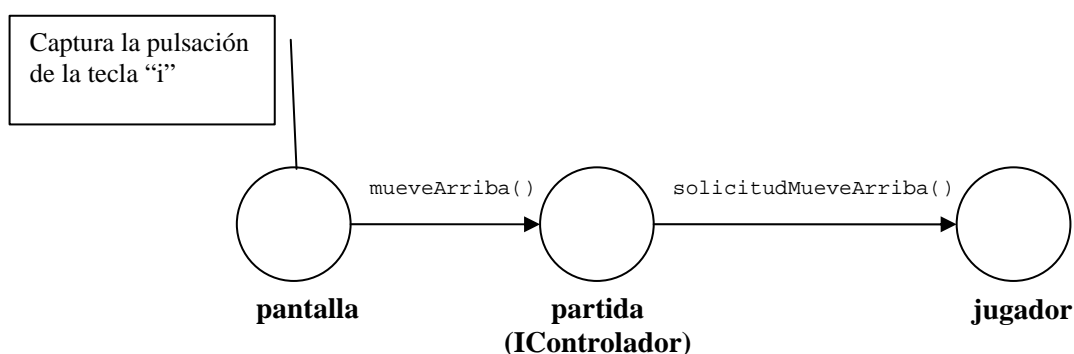 Captura la pulsación
de la tecla “i”
mueveArriba()
solicitudMueveArriba()
pantalla
partida
(IControlador)
jugador